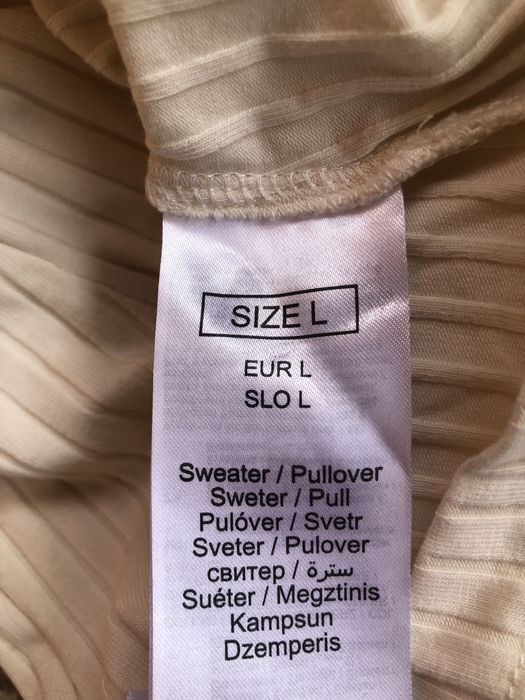 SIZE L
EUR L
SLO L
Sweater / Pullover
Sweter / Pull
Pulóver / Svetr
Sveter / Pulover
свитер / سترة
Suéter / Megztinis
Kampsun
Dzemperis